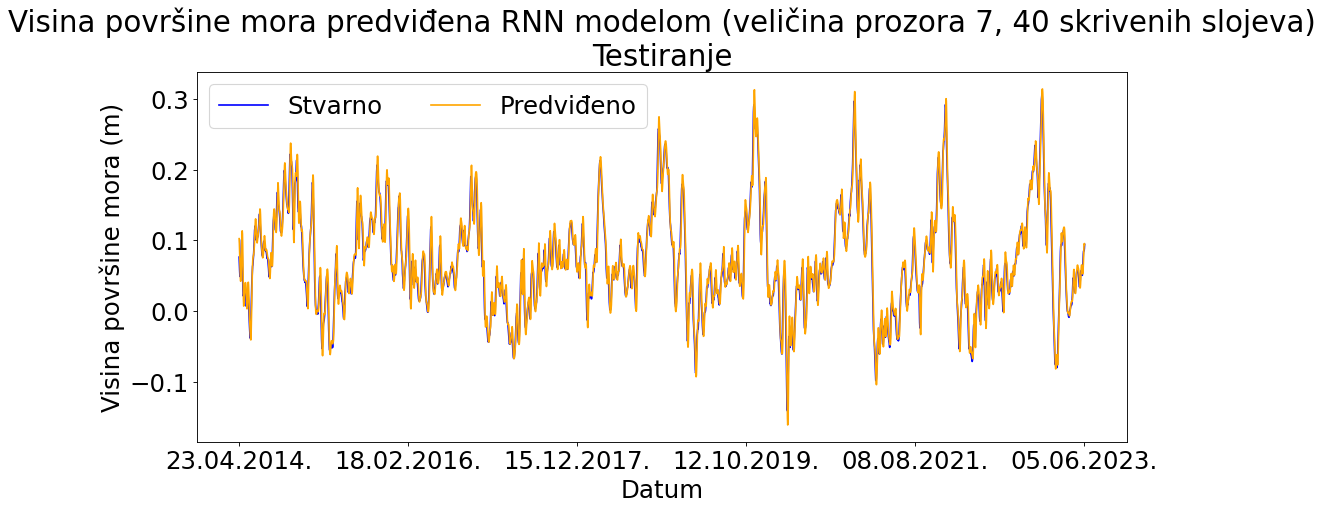 Visina površine mora predviđena RNN modelom (veličina prozora 7, 40 skrivenih slojeva)
Testiranje
Stvarno Predviđeno
Visina površine mora (m)
0.3
0.2
0.1
0.0
−0.1
23.04.2014. 18.02.2016. 15.12.2017. 12.10.2019. 08.08.2021. 05.06.2023.
Datum